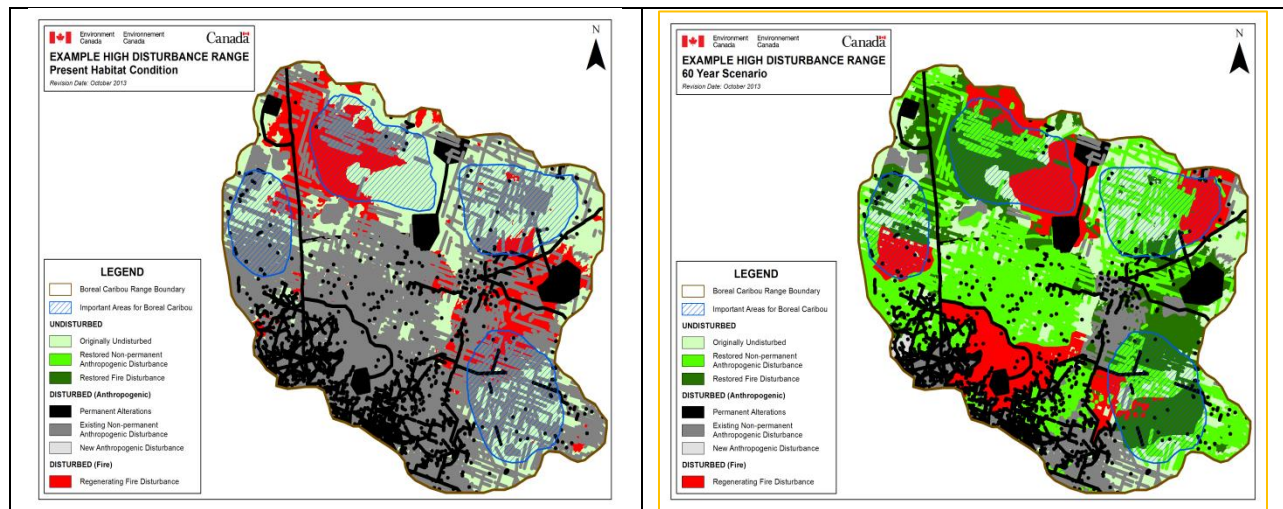 Environment Environnement
Canada Canada
Canada
EXAMPLE HIGH DISTURBANCE RANGE
Present Habitat Condition
Revision Date: October 2013
N
LEGEND
Boreal Caribou Range Boundary
Important Areas for Boreal Caribou
UNDISTURBED
Originally Undisturbed
Restored Non-permanent
Anthropogenic Disturbance
Restored Fire Disturbance
DISTURBED (Anthropogenic)
Permanent Alterations
Existing Non-permanent
Anthropogenic Disturbance
New Anthropogenic Disturbance
DISTURBED (Fire)
Regenerating Fire Disturbance
Environment Environnement
Canada Canada
Canada
EXAMPLE HIGH DISTURBANCE RANGE
60 Year Scenario
Revision Date: October 2013
N
LEGEND
Boreal Caribou Range Boundary
Important Areas for Boreal Caribou
UNDISTURBED
Originally Undisturbed
Restored Non-permanent
Anthropogenic Disturbance
Restored Fire Disturbance
DISTURBED (Anthropogenic)
Permanent Alterations
Existing Non-permanent
Anthropogenic Disturbance
New Anthropogenic Disturbance
DISTURBED (Fire)
Regenerating Fire Disturbance